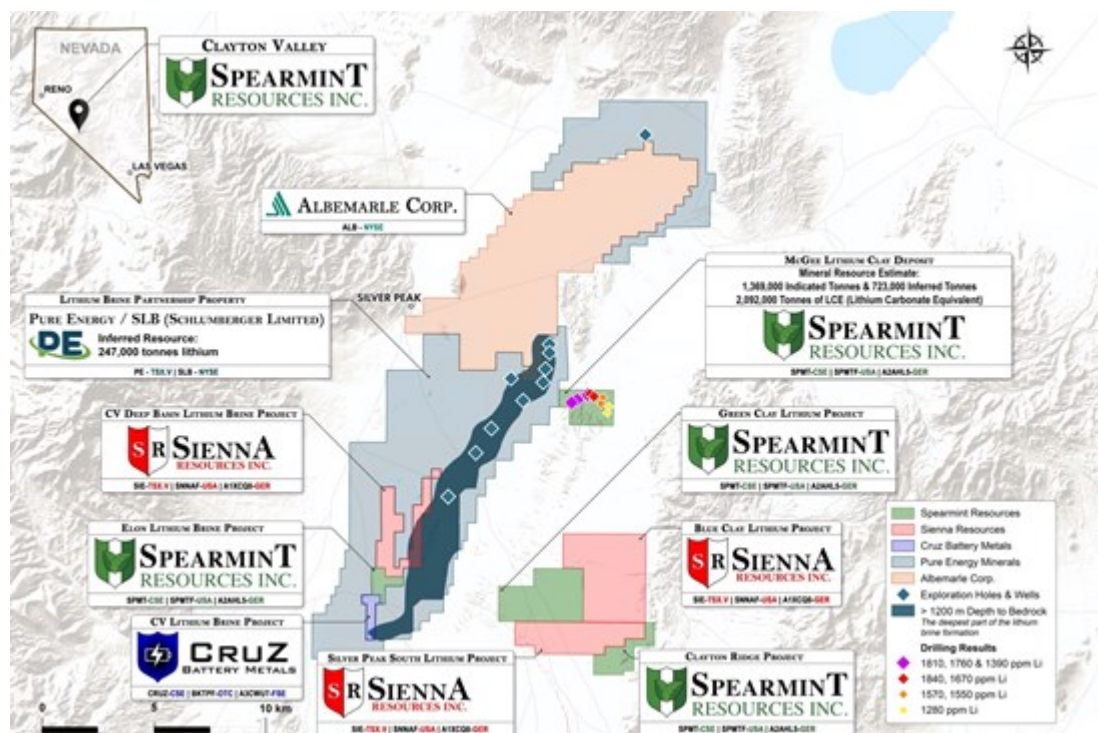 NEVADA
RENO
LAS VEGAS
CLAYTON VALLEY
SPEARMINT
RESOURCES INC.
ALBEMARLE CORP.
ALB - NYSE
LITHIUM BRINE PARTNERSHIP PROPERTY
PURE ENERGY / SLB (SCHLUMBERGER LIMITED)
PE
Inferred Resource:
247,000 tonnes lithium
PE - TSX.V | SLB - NYSE
SILVER PEAK
MCGEE LITHIUM CLAY DEPOSIT
Mineral Resource Estimate:
1,369,000 Indicated Tonnes & 723,000 Inferred Tonnes
2,092,000 Tonnes of LCE (Lithium Carbonate Equivalent)
SPEARMINT
RESOURCES INC.
SPMT-CSE | SPMTF-USA | A2AHL5-GER
CV DEEP BASIN LITHIUM BRINE PROJECT
SR SIENNA
RESOURCES INC.
SIE-TSX.V | SNNAF-USA | A1XCQ0-GER
GREEN CLAY LITHIUM PROJECT
SPEARMINT
RESOURCES INC.
SPMT-CSE | SPMTF-USA | A2AHL5-GER
ELON LITHIUM BRINE PROJECT
SPEARMINT
RESOURCES INC.
SPMT-CSE | SPMTF-USA | A2AHL5-GER
BLUE CLAY LITHIUM PROJECT
SR SIENNA
RESOURCES INC.
SIE-TSX.V | SNNAF-USA | A1XCQ0-GER
CV LITHIUM BRINE PROJECT
CRUZ
BATTERY METALS
CRUZ-CSE | BKTPF-OTC | A3CWU7-FSE
SILVER PEAK SOUTH LITHIUM PROJECT
SR SIENNA
RESOURCES INC.
SIE-TSX.V | SNNAF-USA | A1XCQ0-GER
CLAYTON RIDGE PROJECT
SPEARMINT
RESOURCES INC.
SPMT-CSE | SPMTF-USA | A2AHL5-GER
Spearmint Resources
Sienna Resources
Cruz Battery Metals
Pure Energy Minerals
Albemarle Corp.
Exploration Holes & Wells
> 1200 m Depth to Bedrock
The deepest part of the lithium
brine formation
Drilling Results
1810, 1760 & 1390 ppm Li
1840, 1670 ppm Li
1570, 1550 ppm Li
1280 ppm Li
0 5 10 km